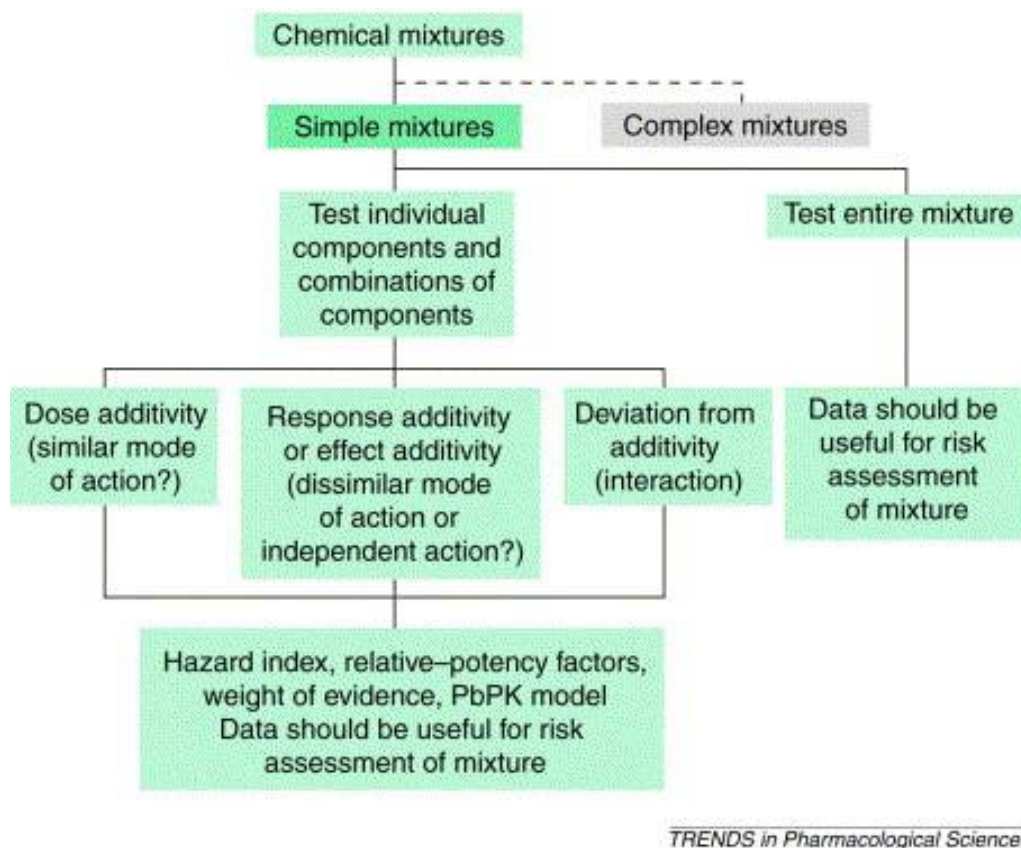 Chemical mixtures
Simple mixtures
Complex mixtures
Test individual
components and
combinations of
components
Test entire mixture
Dose additivity
(similar mode
of action?)
Response additivity
or effect additivity
(dissimilar mode
of action or
independent action?)
Deviation from
additivity
(interaction)
Data should be
useful for risk
assessment
of mixture
Hazard index, relative–potency factors,
weight of evidence, PbPK model
Data should be useful for risk
assessment of mixture
TRENDS in Pharmacological Science